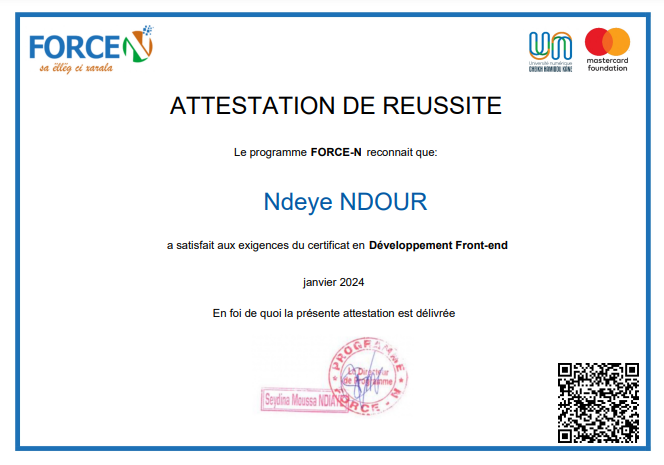 FORCE N
sa ëllëg ci xarala
Université numérique
CHEIKH HAMIDOU KANE
mastercard
foundation
ATTESTATION DE REUSSITE
Le programme FORCE-N reconnait que:
Ndeye NDOUR
a satisfait aux exigences du certificat en Développement Front-end
janvier 2024
En foi de quoi la présente attestation est délivrée
PROGRAMME
Le Directeur
de Programme
FORCE - N
Seydina Moussa NDIAYE